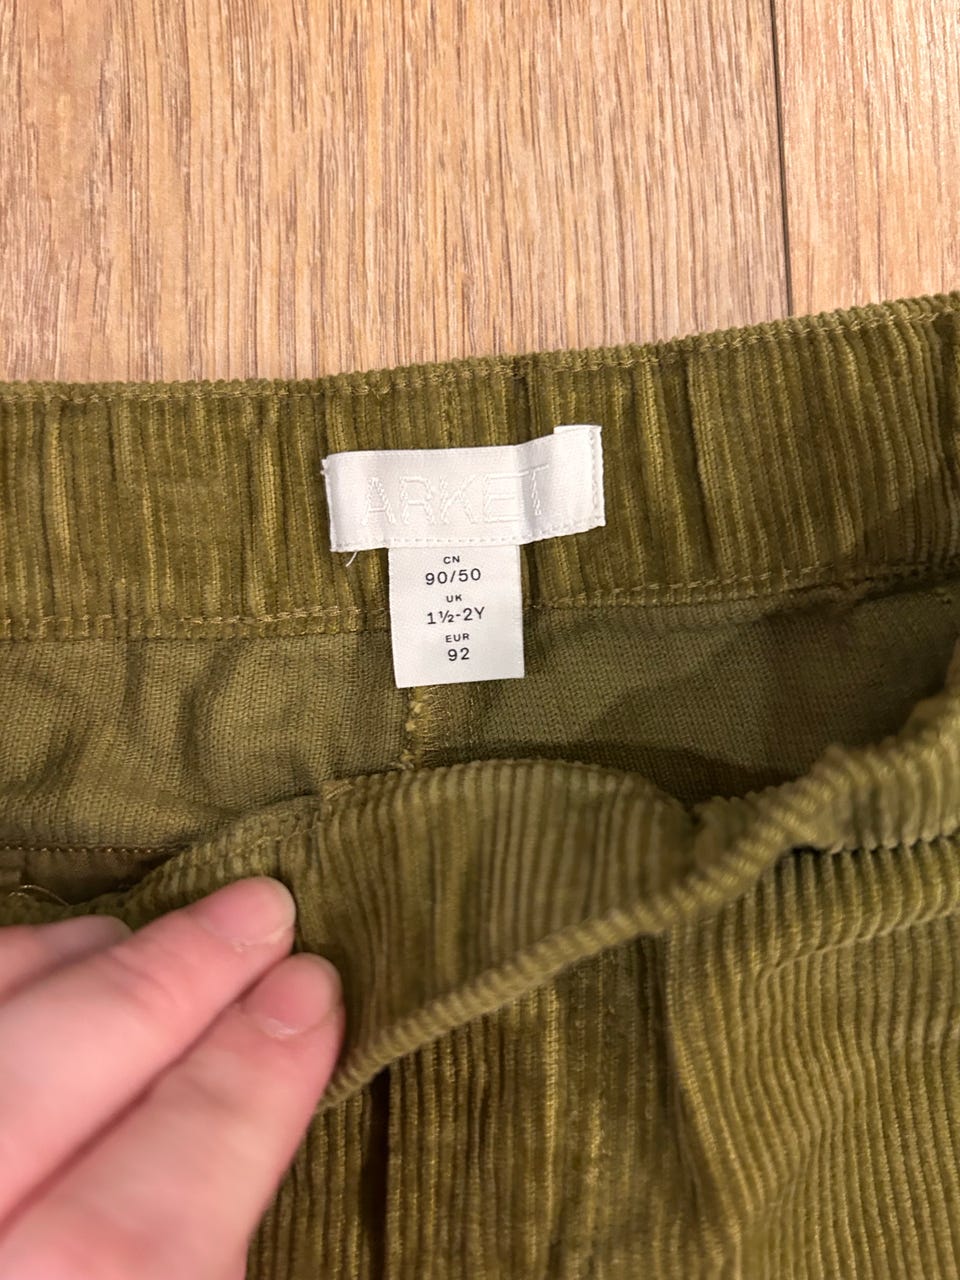 ARKET
CN
90/50
UK
1½-2Y
EUR
92